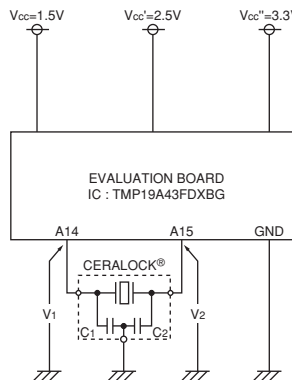 Vcc=1.5V Vcc'=2.5V Vcc"=3.3
EVALUATION BOARD
IC : TMP19A43FDXBG
A14 A15 GND
CERALOCK®
V1 C1 C2 V2